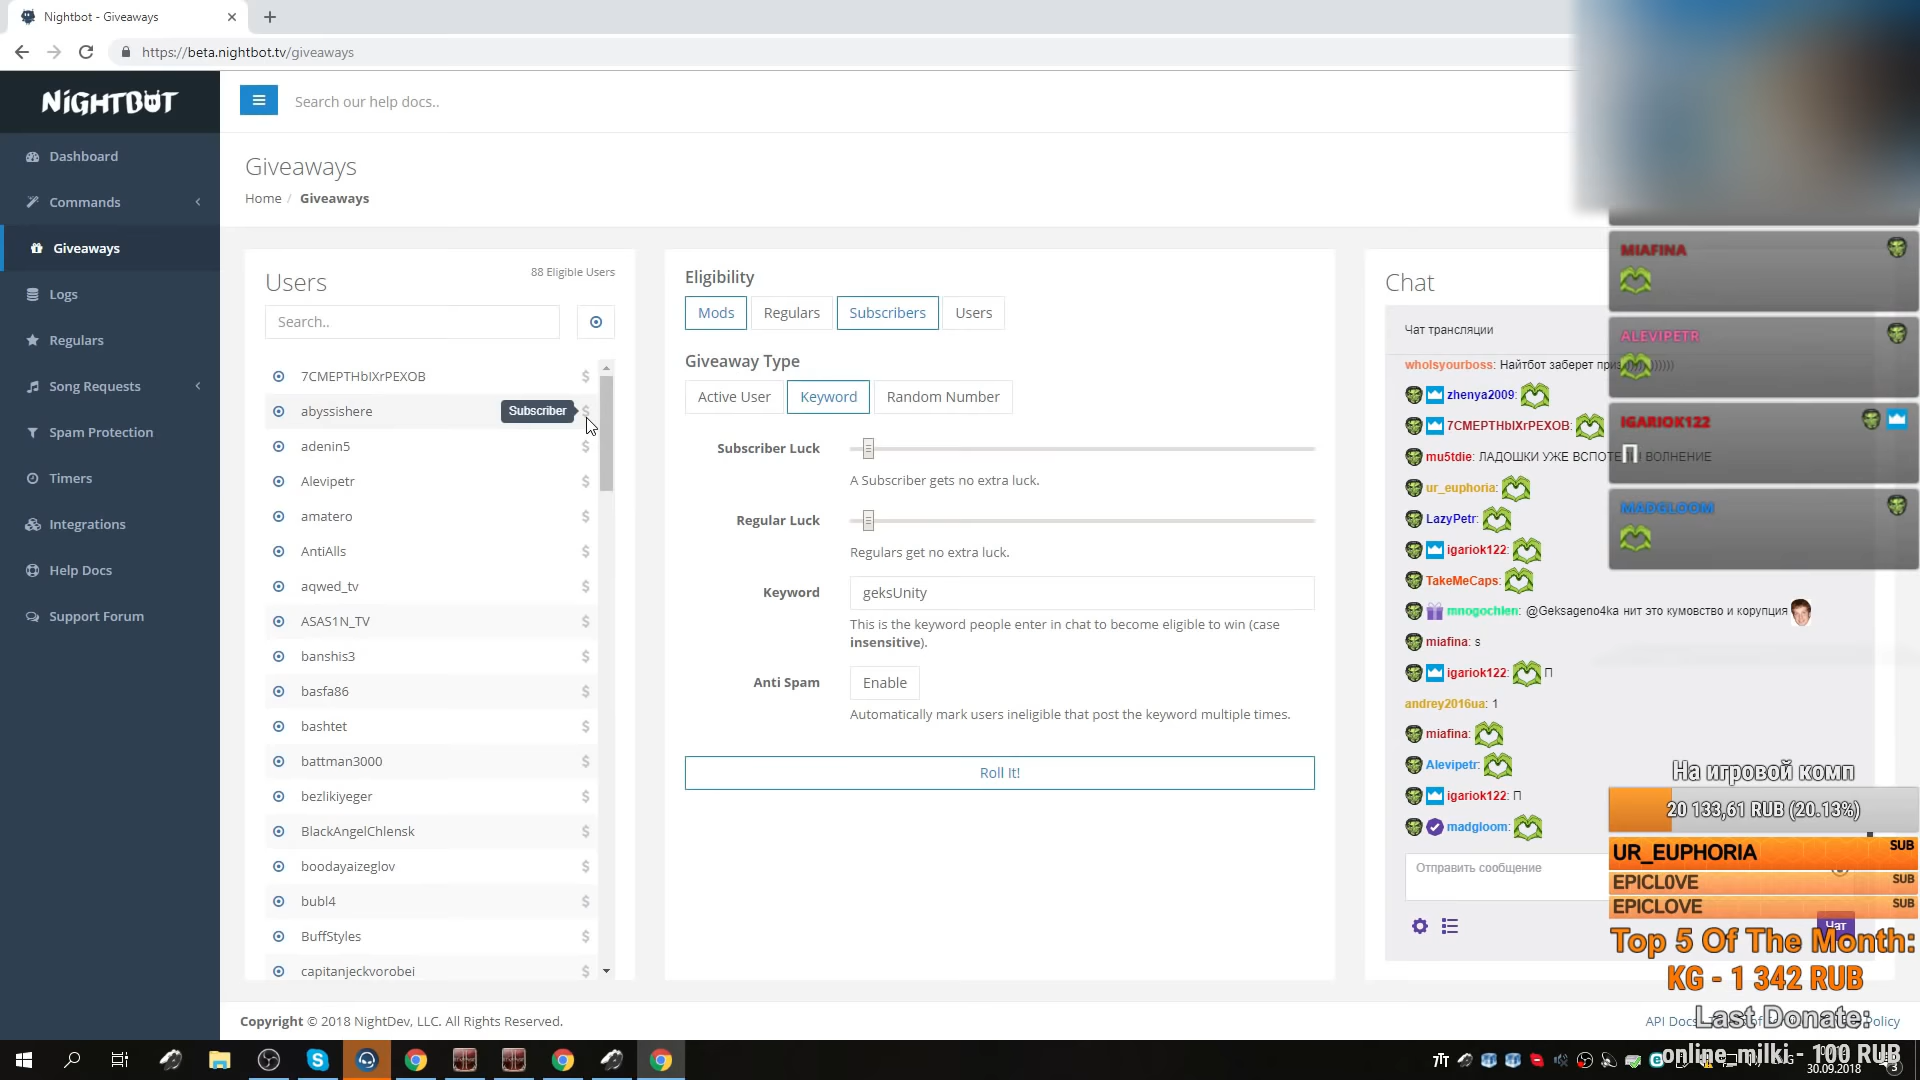 Nightbot - Giveaways
https://beta.nightbot.tv/giveaways
NIGHTBOT
Search our help docs..
Dashboard
Commands
Giveaways
Logs
Regulars
Song Requests
Spam Protection
Timers
Integrations
Help Docs
Support Forum
Giveaways
Home / Giveaways
Users
88 Eligible Users
Search..
7CMEPTHbIXrPEXOB $
abyssishere Subscriber $
adenin5 $
Alevipetr $
amatero $
AntiAlls $
aqwed_tv $
ASAS1N_TV $
banshis3 $
basfa86 $
bashtet $
battman3000 $
bezlikiyeger $
BlackAngelChlensk $
boodayaizeglov $
bubl4 $
BuffStyles $
capitanjeckvorobei $
Eligibility
Mods Regulars Subscribers Users
Giveaway Type
Active User Keyword Random Number
Subscriber Luck
A Subscriber gets no extra luck.
Regular Luck
Regulars get no extra luck.
Keyword geksUnity
This is the keyword people enter in chat to become eligible to win (case
insensitive).
Anti Spam Enable
Automatically mark users ineligible that post the keyword multiple times.
Roll It!
Chat
Чат трансляции
whoIsyourboss: Найтбот заберет приз
zhenya2009:
7CMEPTHbIXrPEXOB:
mu5tdie: ЛАДОШКИ УЖЕ ВСПОТЕЛИ! ВОЛНЕНИЕ
ur_euphoria:
LazyPetr:
igariok122:
TakeMeCaps:
mnogochlen: @Geksageno4ka нит это кумовство и корупция
miafina: s
igariok122: П
andrey2016ua: 1
miafina:
Alevipetr:
igariok122: П
madgloom:
Отправить сообщение
Чат
MIAFINA
ALEVIPETR
IGARIOK122
П
MADGLOOM
На игровой комп
20 133,61 RUB (20.13%)
UR_EUPHORIA SUB
EPICL0VE SUB
EPICLOVE SUB
Top 5 Of The Month:
KG - 1 342 RUB
Last Donate:
online_milki - 100 RUB
Copyright © 2018 NightDev, LLC. All Rights Reserved.
API Docs
Policy
30.09.2018
3